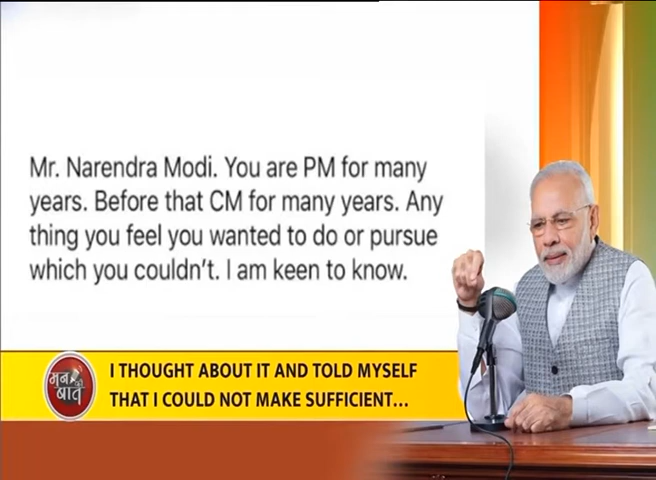 Mr. Narendra Modi. You are PM for many
years. Before that CM for many years. Any
thing you feel you wanted to do or pursue
which you couldn't. I am keen to know.
मन
की
बात
I THOUGHT ABOUT IT AND TOLD MYSELF
THAT I COULD NOT MAKE SUFFICIENT...